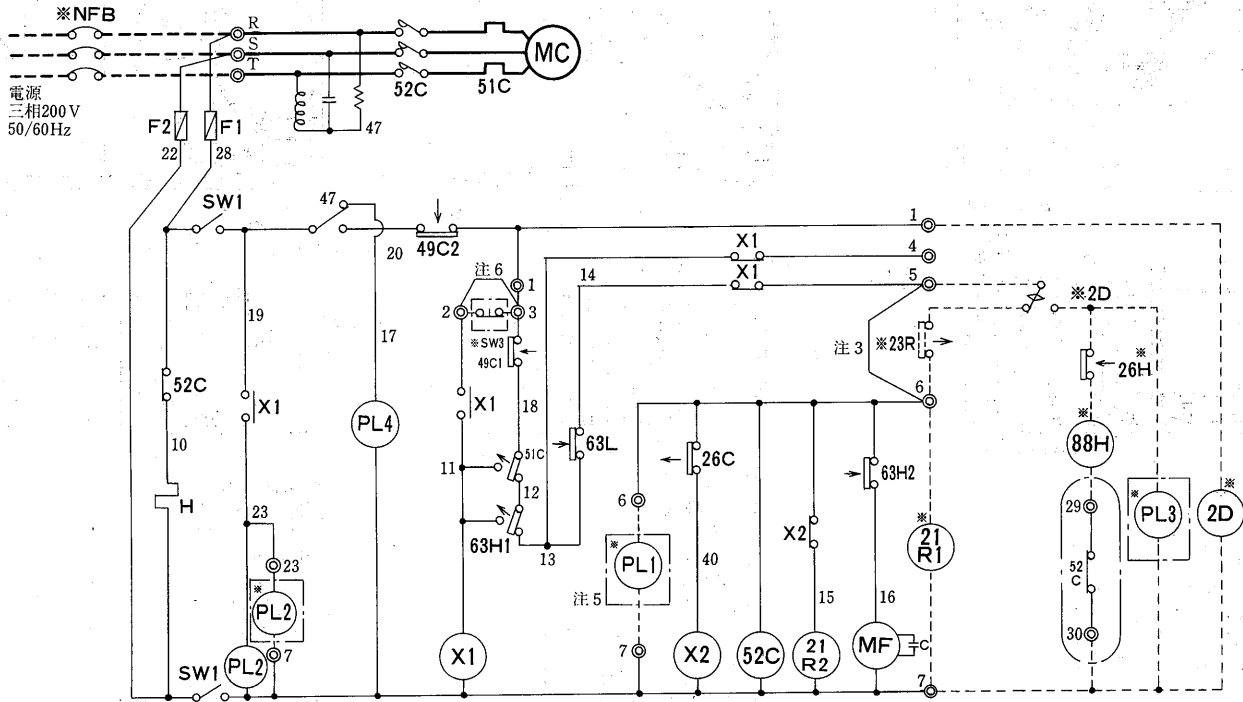 ※NFB
R
S
T
MC
52C
51C
電源
三相200V
50/60Hz
F2
F1
47
22
28
SW1
47
1
20
49C2
X1
4
注6
14
X1
5
1
※2D
2
3
19
17
※SW3
49C1
注3
※23R
※
26H
52C
X1
X1
18
6
PL4
※
88H
10
63L
26C
63H2
11
51C
12
6
29
※
PL3
※
2D
H
23
63H1
X2
※
21
R1
13
※
PL1
40
52
C
23
※
PL2
注5
15
16
30
7
X1
7
X2
52C
21
R2
MF
C
SW1
PL2
7